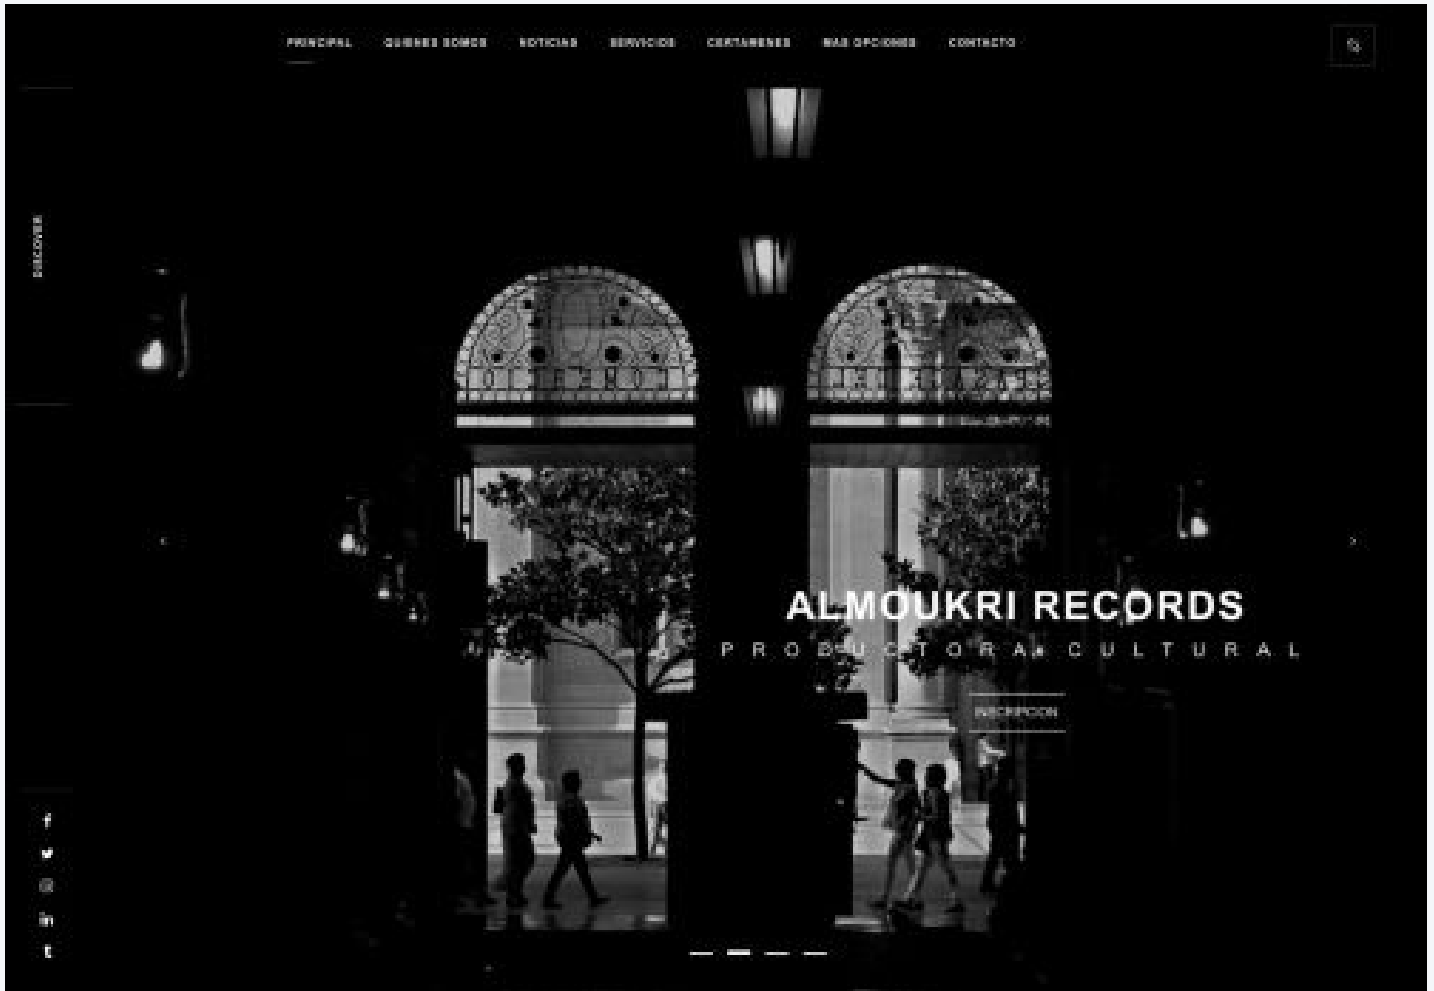 PRINCIPAL QUIENES SOMOS NOTICIAS SERVICIOS CERTAMENES MAS OPCIONES CONTACTO
DISCOVER
ALMOUKRI RECORDS
PRODUCTORA CULTURAL
INSCRIPCION